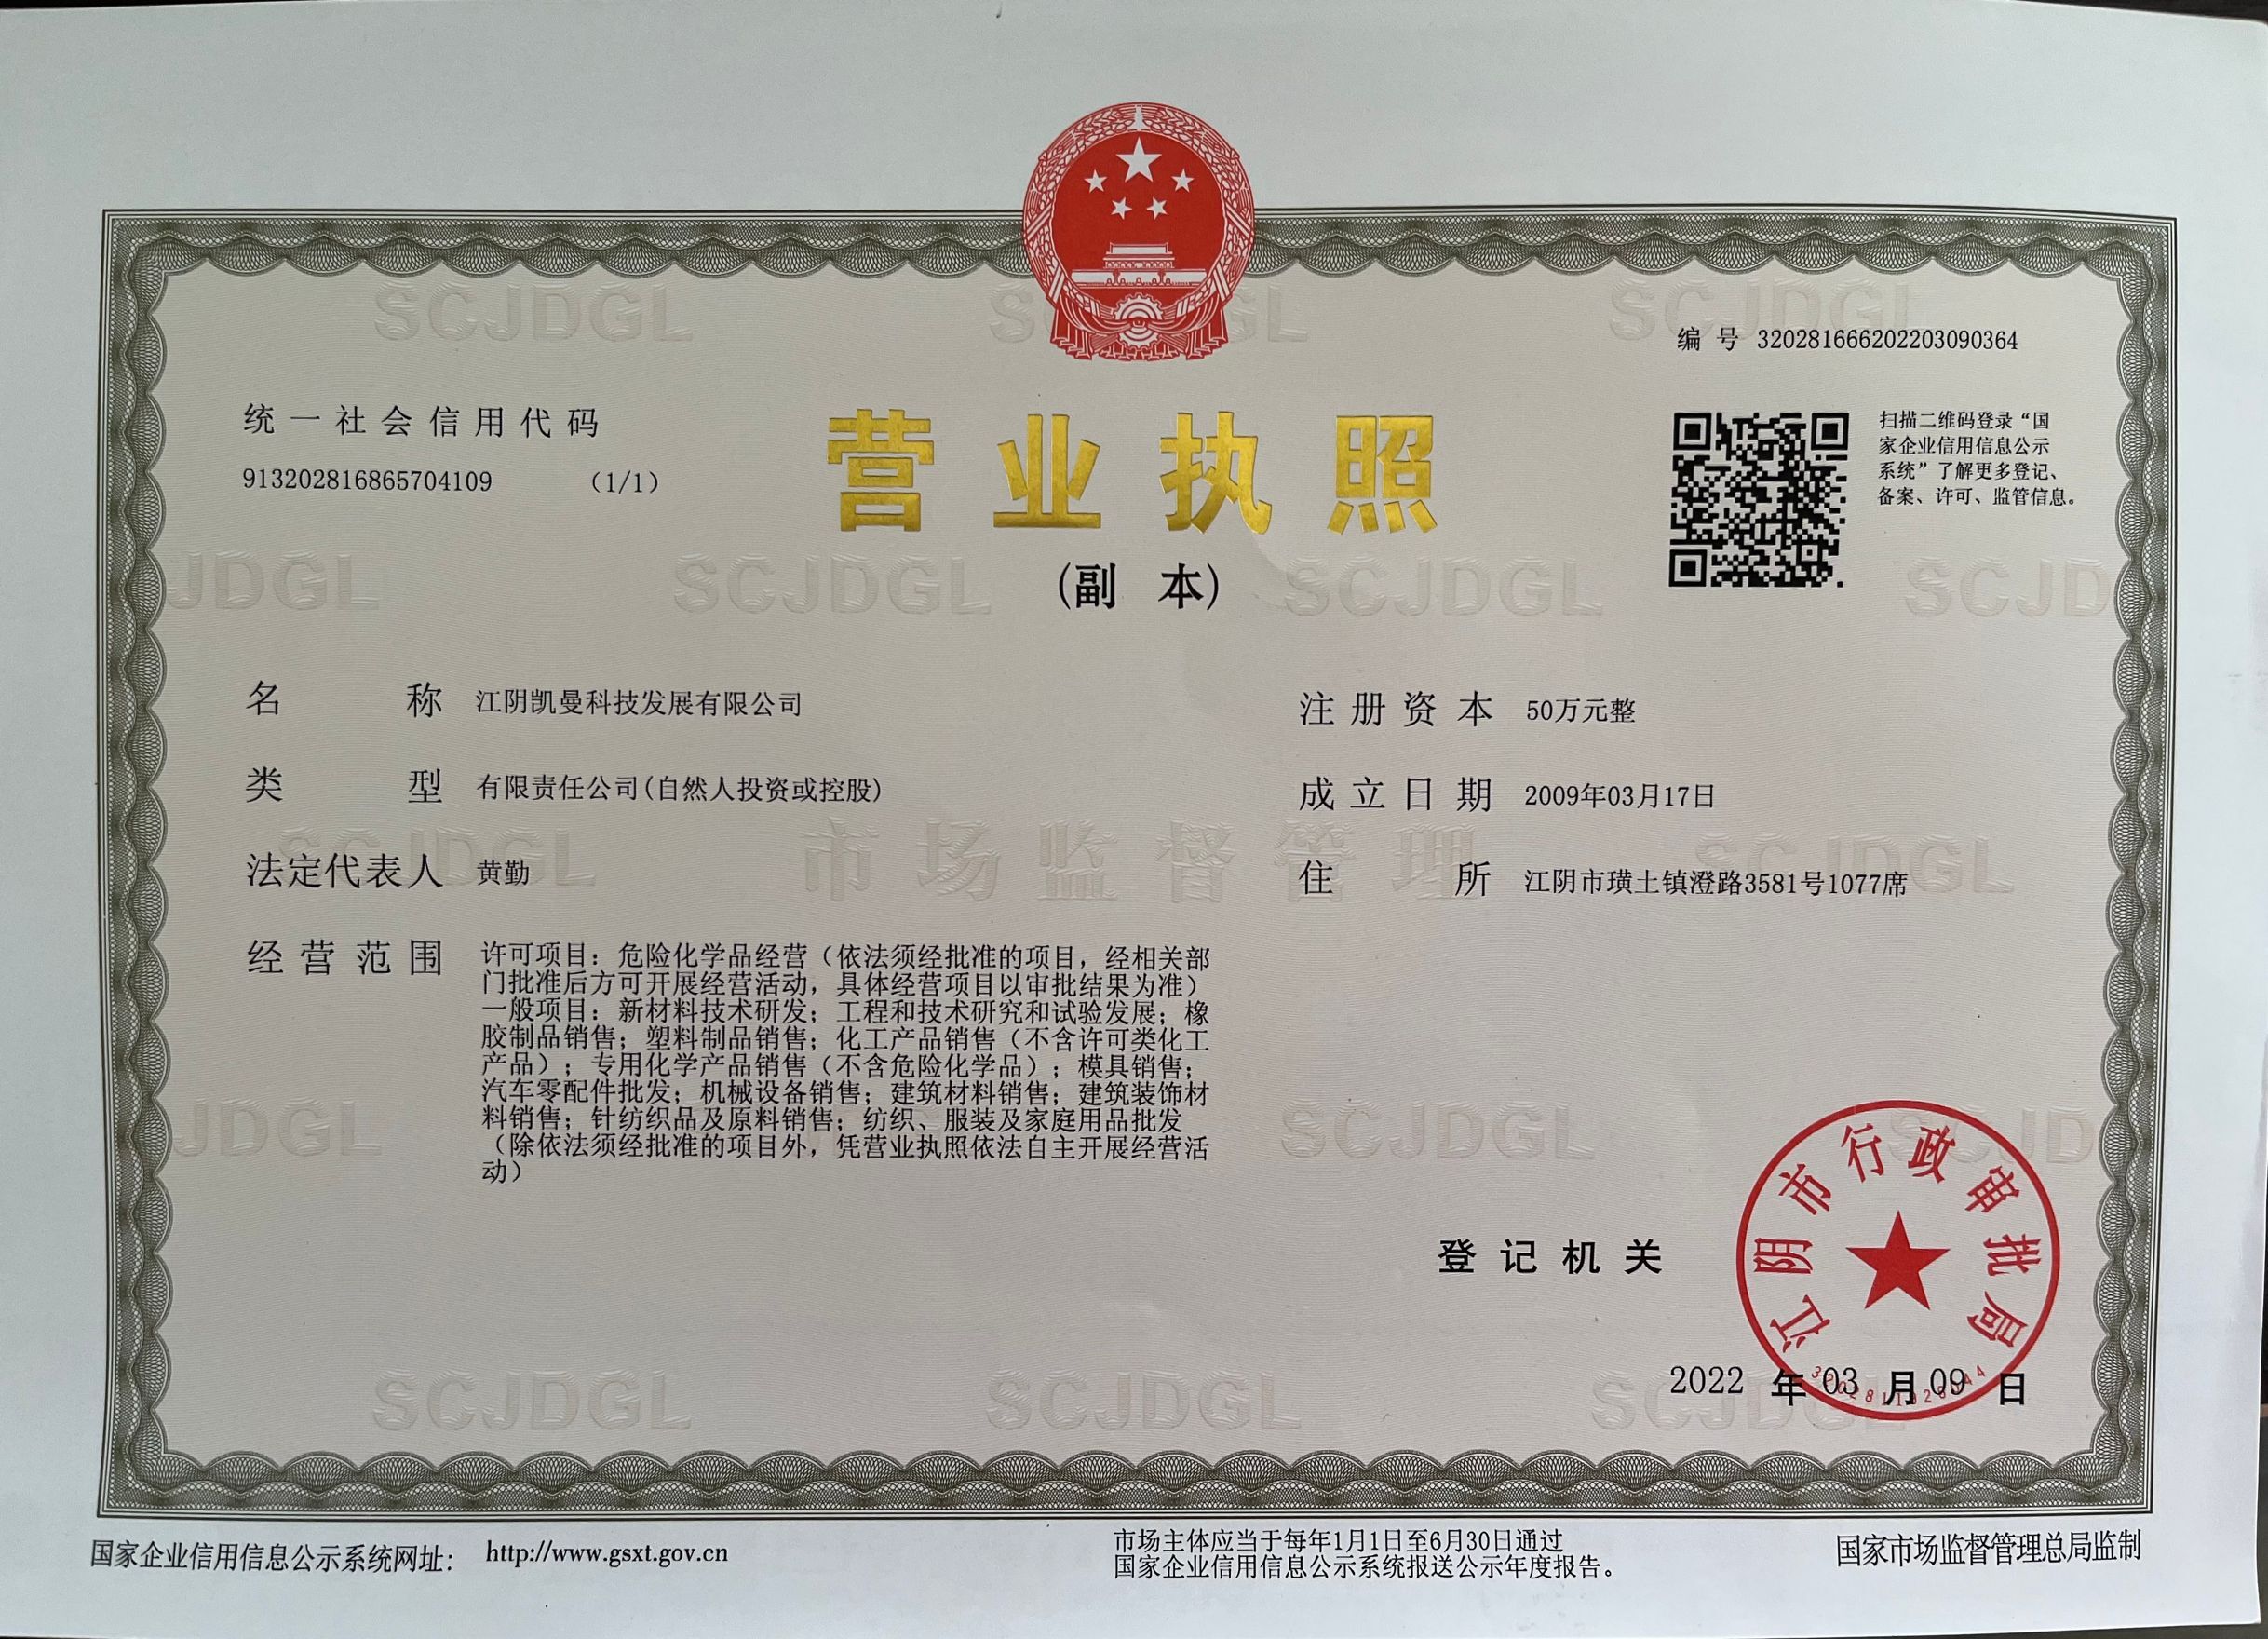 编号 320281666202203090364
统一社会信用代码
913202816865704109 （1/1）
营业执照
(副本)
扫描二维码登录“国
家企业信用信息公示
系统”了解更多登记、
备案、许可、监管信息。
名称 江阴凯曼科技发展有限公司
类型 有限责任公司(自然人投资或控股)
法定代表人 黄勤
经营范围 许可项目：危险化学品经营（依法须经批准的项目，经相关部
门批准后方可开展经营活动，具体经营项目以审批结果为准）
一般项目：新材料技术研发；工程和技术研究和试验发展；橡
胶制品销售；塑料制品销售；化工产品销售（不含许可类化工
产品）；专用化学产品销售（不含危险化学品）；模具销售；
汽车零配件批发；机械设备销售；建筑材料销售；建筑装饰材
料销售；针纺织品及原料销售；纺织、服装及家庭用品批发
（除依法须经批准的项目外，凭营业执照依法自主开展经营活
动）
注册资本 50万元整
成立日期 2009年03月17日
住所 江阴市璜土镇澄路3581号1077席
登记机关
江阴市行政审批局
2022年03月09日
国家企业信用信息公示系统网址：http://www.gsxt.gov.cn
市场主体应当于每年1月1日至6月30日通过
国家企业信用信息公示系统报送公示年度报告。
国家市场监督管理总局监制
SCJDGL
市场监督管理